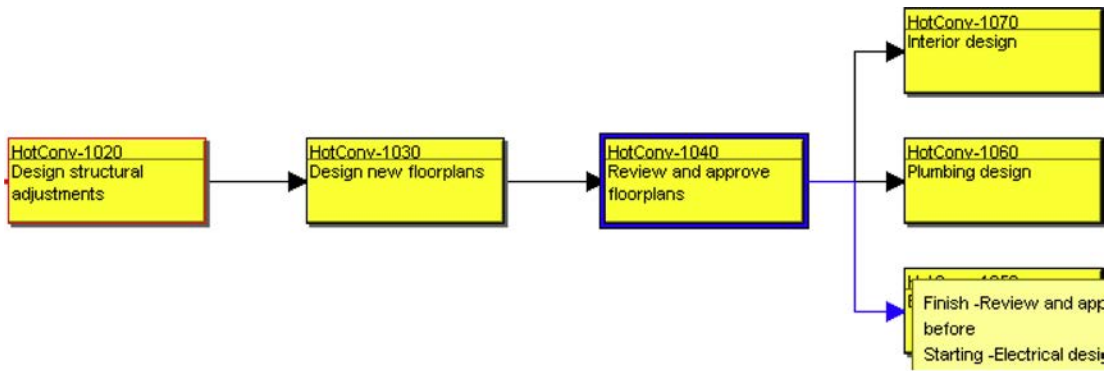 HotConv-1070
Interior design
HotConv-1020
Design structural
adjustments
HotConv-1030
Design new floorplans
HotConv-1040
Review and approve
floorplans
HotConv-1060
Plumbing design
Finish -Review and app
before
Starting -Electrical desig